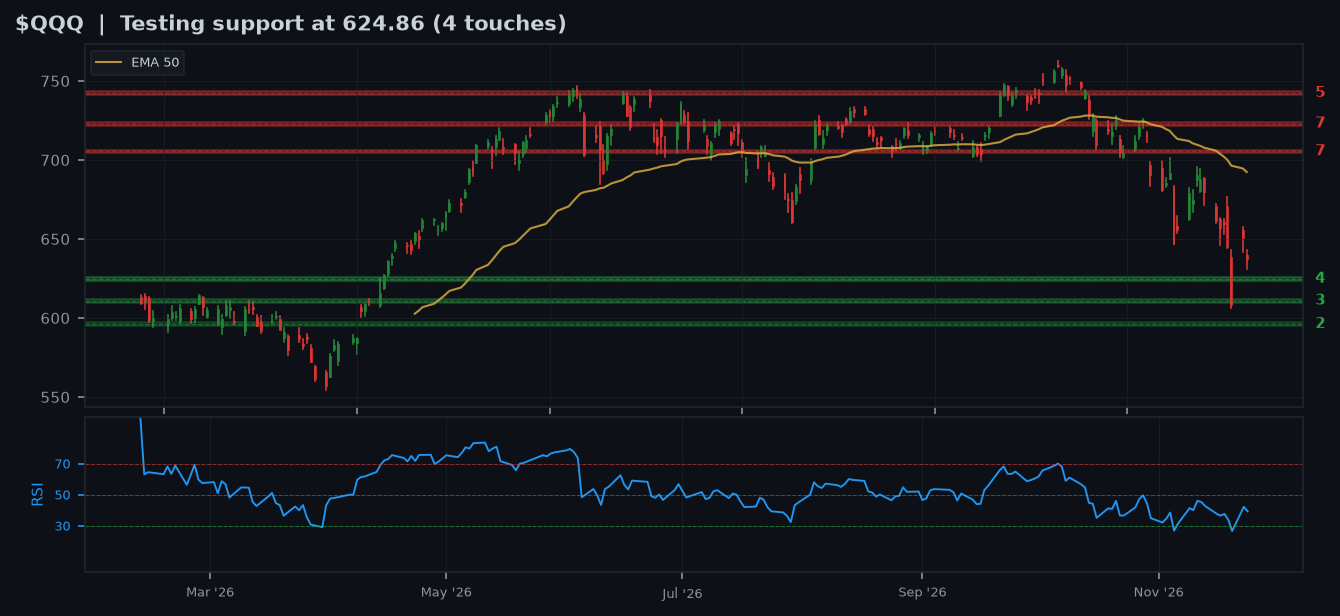 $QQQ | Testing support at 624.86 (4 touches)
EMA 50
750
700
650
600
550
5
7
7
4
3
2
RSI
70
50
30
Mar '26
May '26
Jul '26
Sep '26
Nov '26